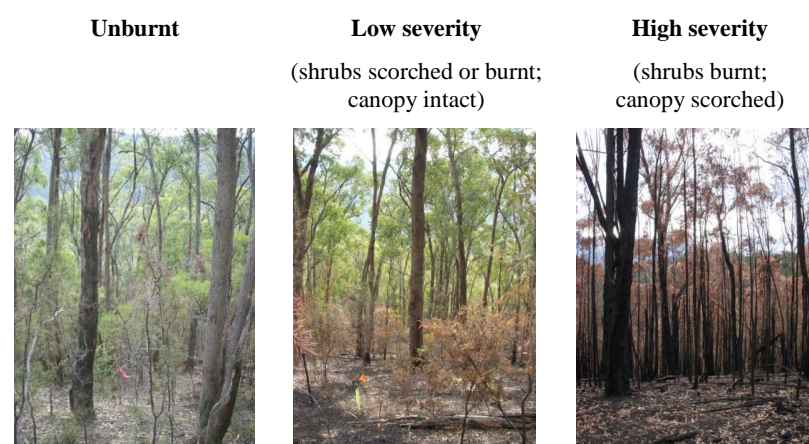 Unburnt
Low severity
(shrubs scorched or burnt;
canopy intact)
High severity
(shrubs burnt;
canopy scorched)